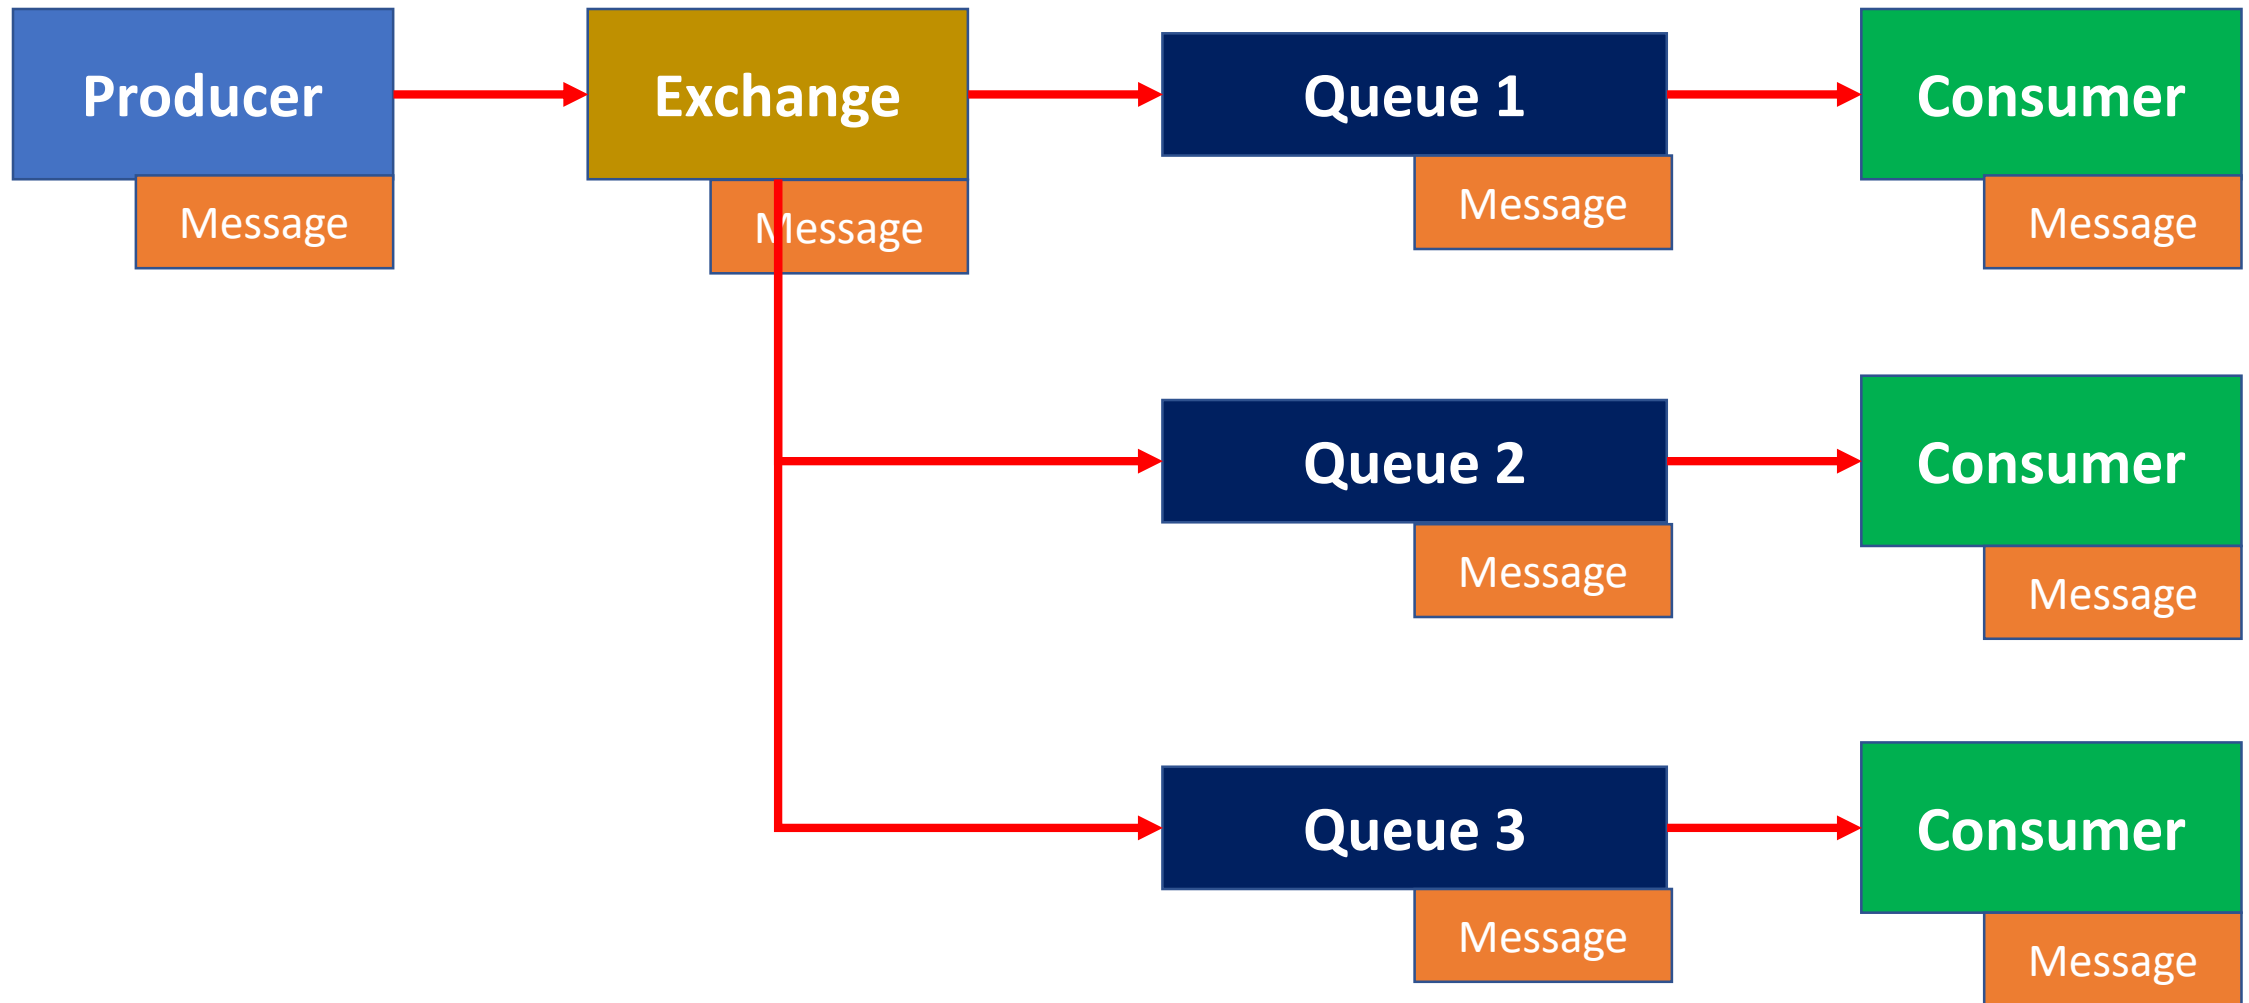 Producer
Exchange
Queue 1
Consumer
Message
Message
Message
Message
Queue 2
Consumer
Message
Message
Queue 3
Consumer
Message
Message